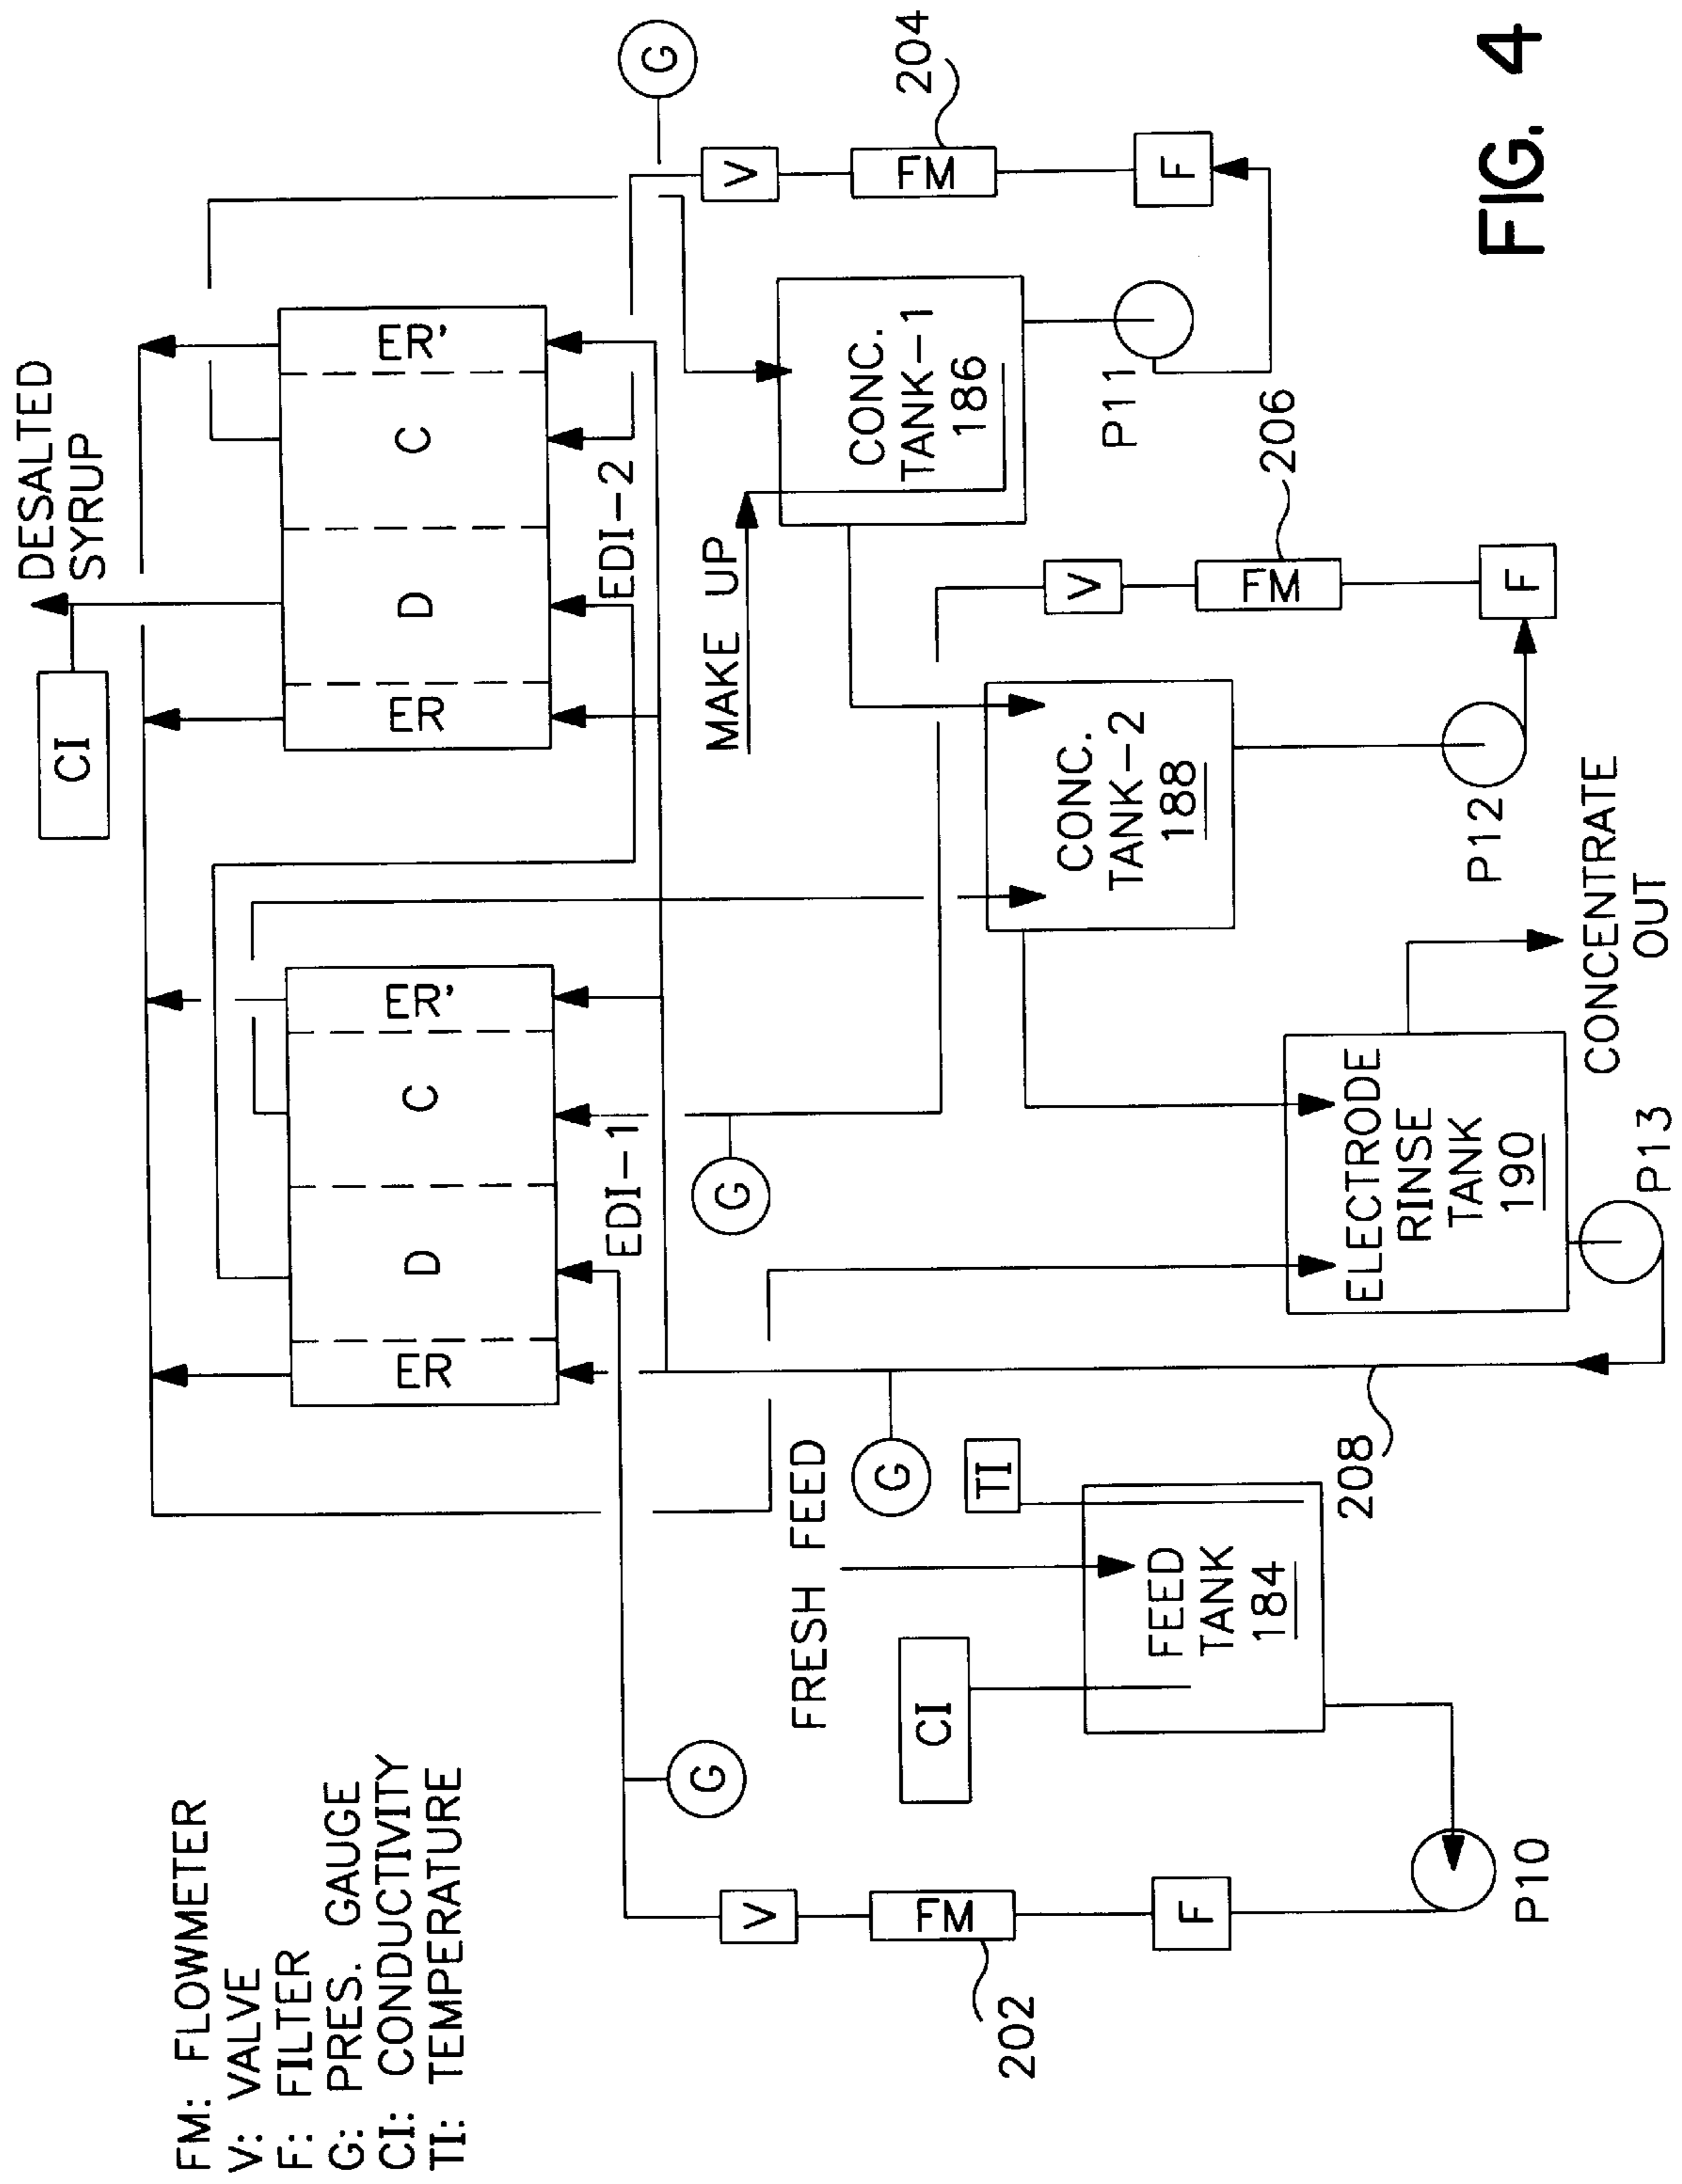 FM: FLOWMETER
V: VALVE
F: FILTER
G: PRES. GAUGE
CI: CONDUCTIVITY
TI: TEMPERATURE
CI
DESALTED
SYRUP
ER
D
C
ER'
EDI-1
ER
D
C
ER'
EDI-2
G
G
G
G
V
FM
202
F
P10
FRESH FEED
CI
TI
FEED
TANK
184
208
MAKE UP
CONC.
TANK-1
186
P11
V
FM
204
F
CONC.
TANK-2
188
P12
V
FM
206
F
ELECTRODE
RINSE
TANK
190
P13
CONCENTRATE
OUT
FIG. 4